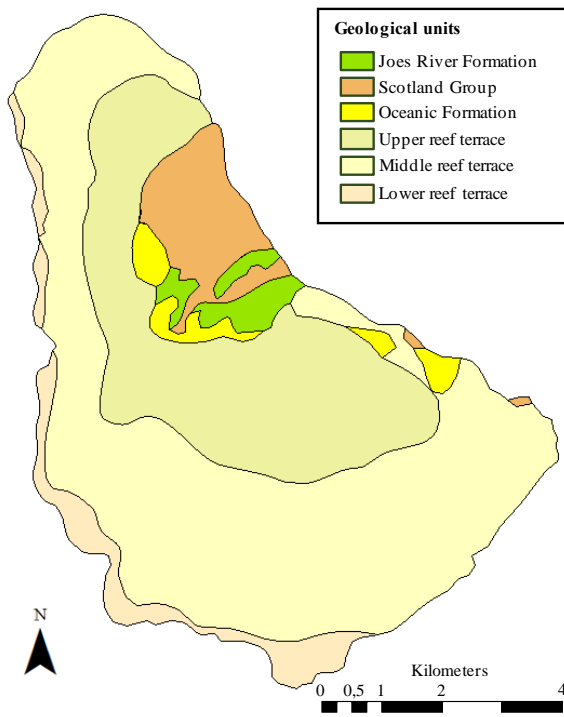 Geological units
Joes River Formation
Scotland Group
Oceanic Formation
Upper reef terrace
Middle reef terrace
Lower reef terrace
N
Kilometers
0 0,5 1 2 4